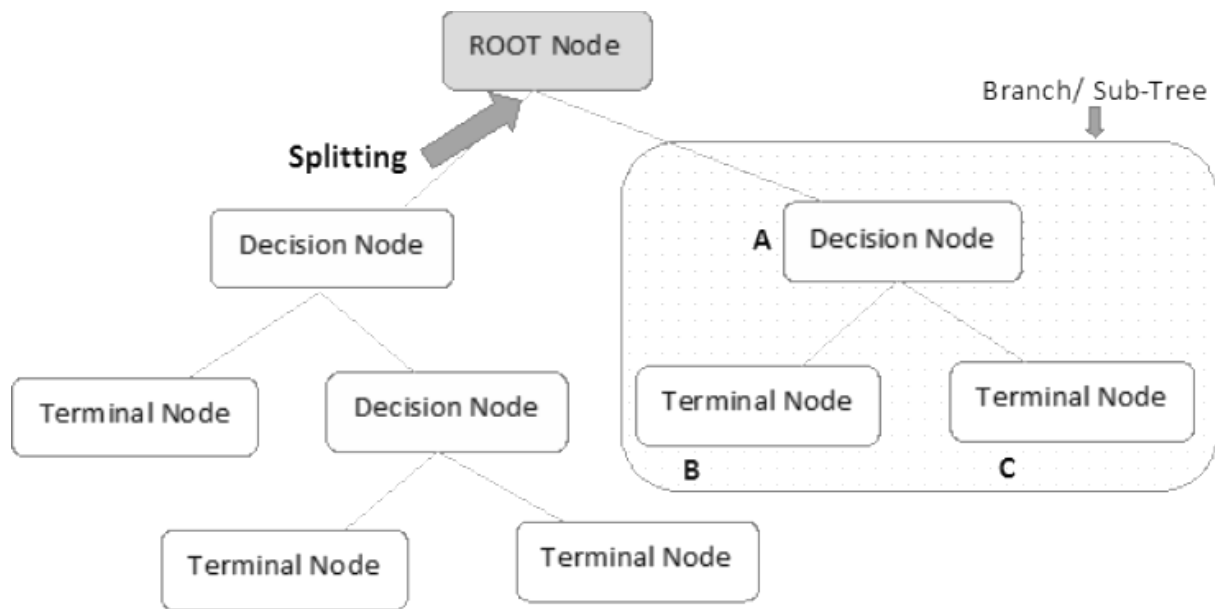 ROOT Node
Branch/ Sub-Tree
Splitting
Decision Node
A
Decision Node
Terminal Node
Decision Node
Terminal Node
Terminal Node
B
C
Terminal Node
Terminal Node